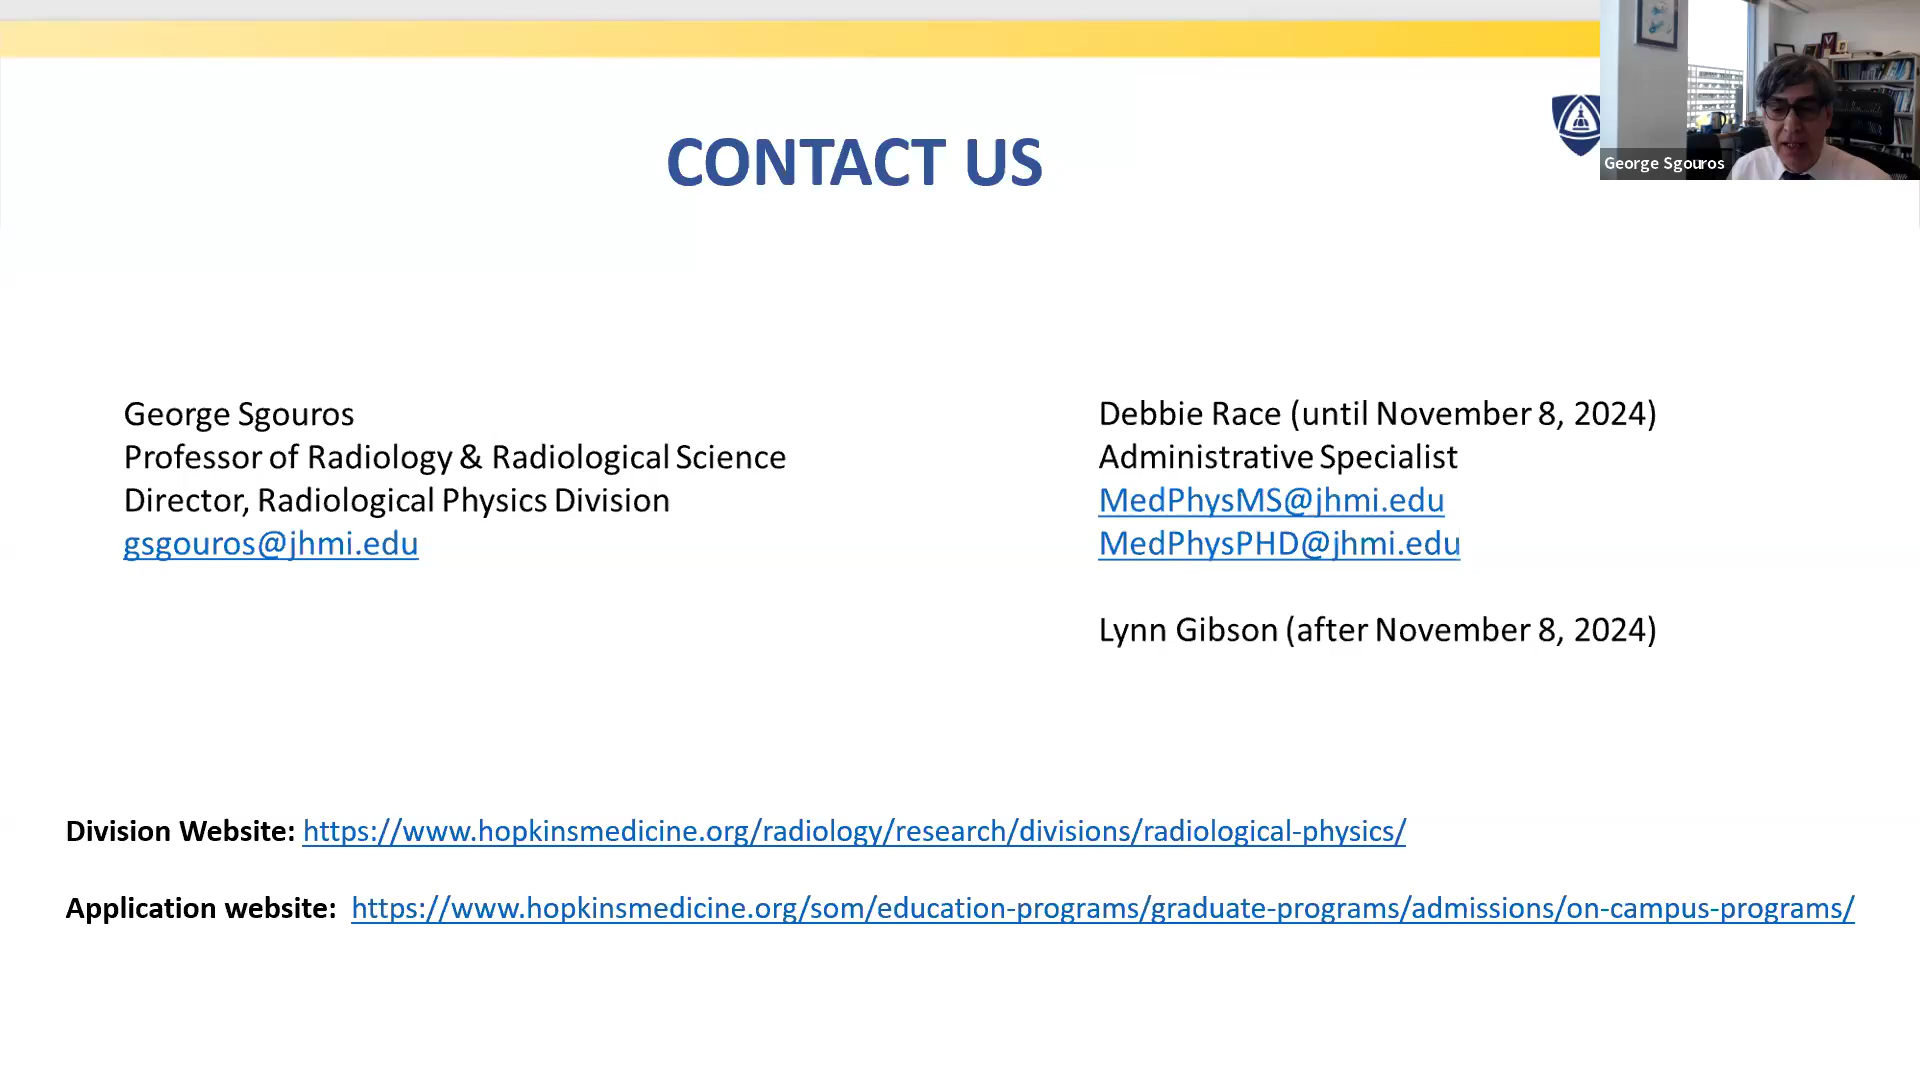 CONTACT US
George Sgouros
George Sgouros
Professor of Radiology & Radiological Science
Director, Radiological Physics Division
gsgouros@jhmi.edu
Debbie Race (until November 8, 2024)
Administrative Specialist
MedPhysMS@jhmi.edu
MedPhysPHD@jhmi.edu
Lynn Gibson (after November 8, 2024)
Division Website: https://www.hopkinsmedicine.org/radiology/research/divisions/radiological-physics/
Application website: https://www.hopkinsmedicine.org/som/education-programs/graduate-programs/admissions/on-campus-programs/